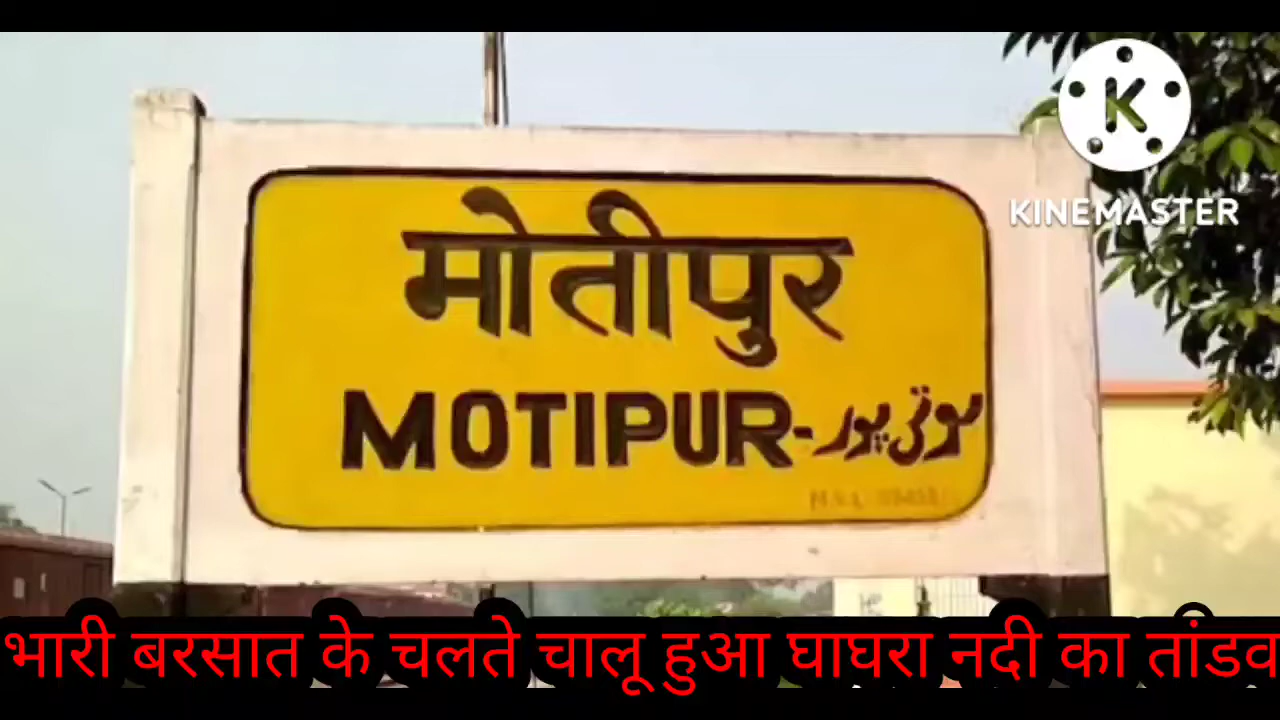 मोतीपुर
MOTIPUR-موتی پور
KINEMASTER
भारी बरसात के चलते चालू हुआ घाघरा नदी का तांडव